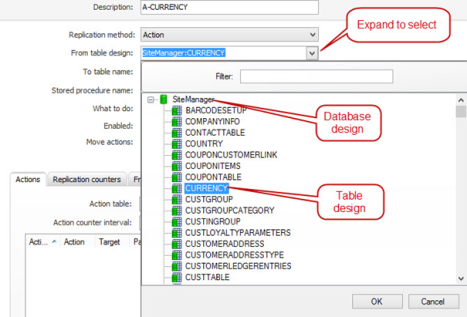 Description: A-CURRENCY
Expand to select
Replication method: Action
From table design: SiteManager:CURRENCY
To table name:
Filter:
Stored procedure name:
SiteManager
What to do:
BARCODESETUP
Database design
Enabled:
COMPANYINFO
Move actions:
CONTACTTABLE
COUNTRY
COUPONCUSTOMERLINK
COUPONITEMS
Actions Replication counters Fr
COUPONTABLE
CURRENCY
Table design
Action table:
CUSTGROUP
CUSTGROUPCATEGORY
Action counter interval:
CUSTINGROUP
CUSTLOYALTYPARAMETERS
Acti... Action Target Pa
CUSTOMERADDRESS
CUSTOMERADDRESSTYPE
CUSTOMERLEDGERENTRIES
CUSTTABLE
OK Cancel